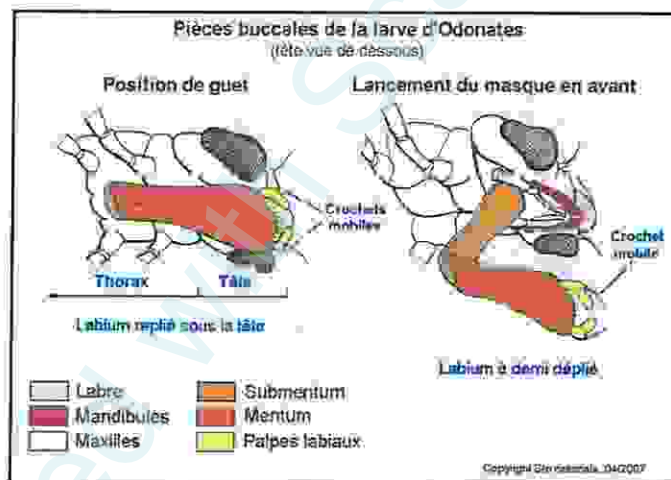 Pièces buccales de la larve d'Odonates
(tête vue de dessous)
Position de guet
Lancement du masque en avant
Crochets
mobiles
Crochet
mobile
Thorax
Tête
Labium replié sous la tête
Labium à demi déplié
Labre
Mandibules
Maxilles
Submentum
Mentum
Palpes labiaux
Copyright 04/2007